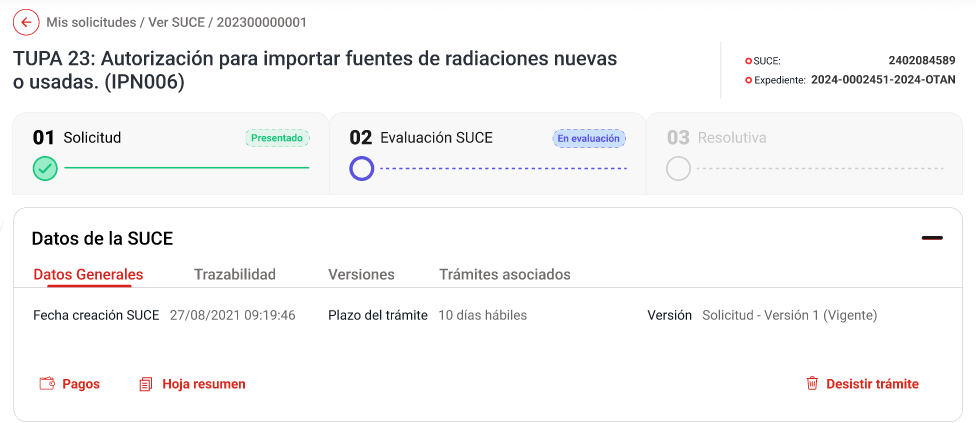 Mis solicitudes / Ver SUCE / 202300000001
TUPA 23: Autorización para importar fuentes de radiaciones nuevas
o usadas. (IPN006)
SUCE: 2402084589
Expediente: 2024-0002451-2024-OTAN
01 Solicitud Presentado
02 Evaluación SUCE En evaluación
03 Resolutiva
Datos de la SUCE
Datos Generales Trazabilidad Versiones Trámites asociados
Fecha creación SUCE 27/08/2021 09:19:46 Plazo del trámite 10 días hábiles Versión Solicitud - Versión 1 (Vigente)
Pagos Hoja resumen Desistir trámite